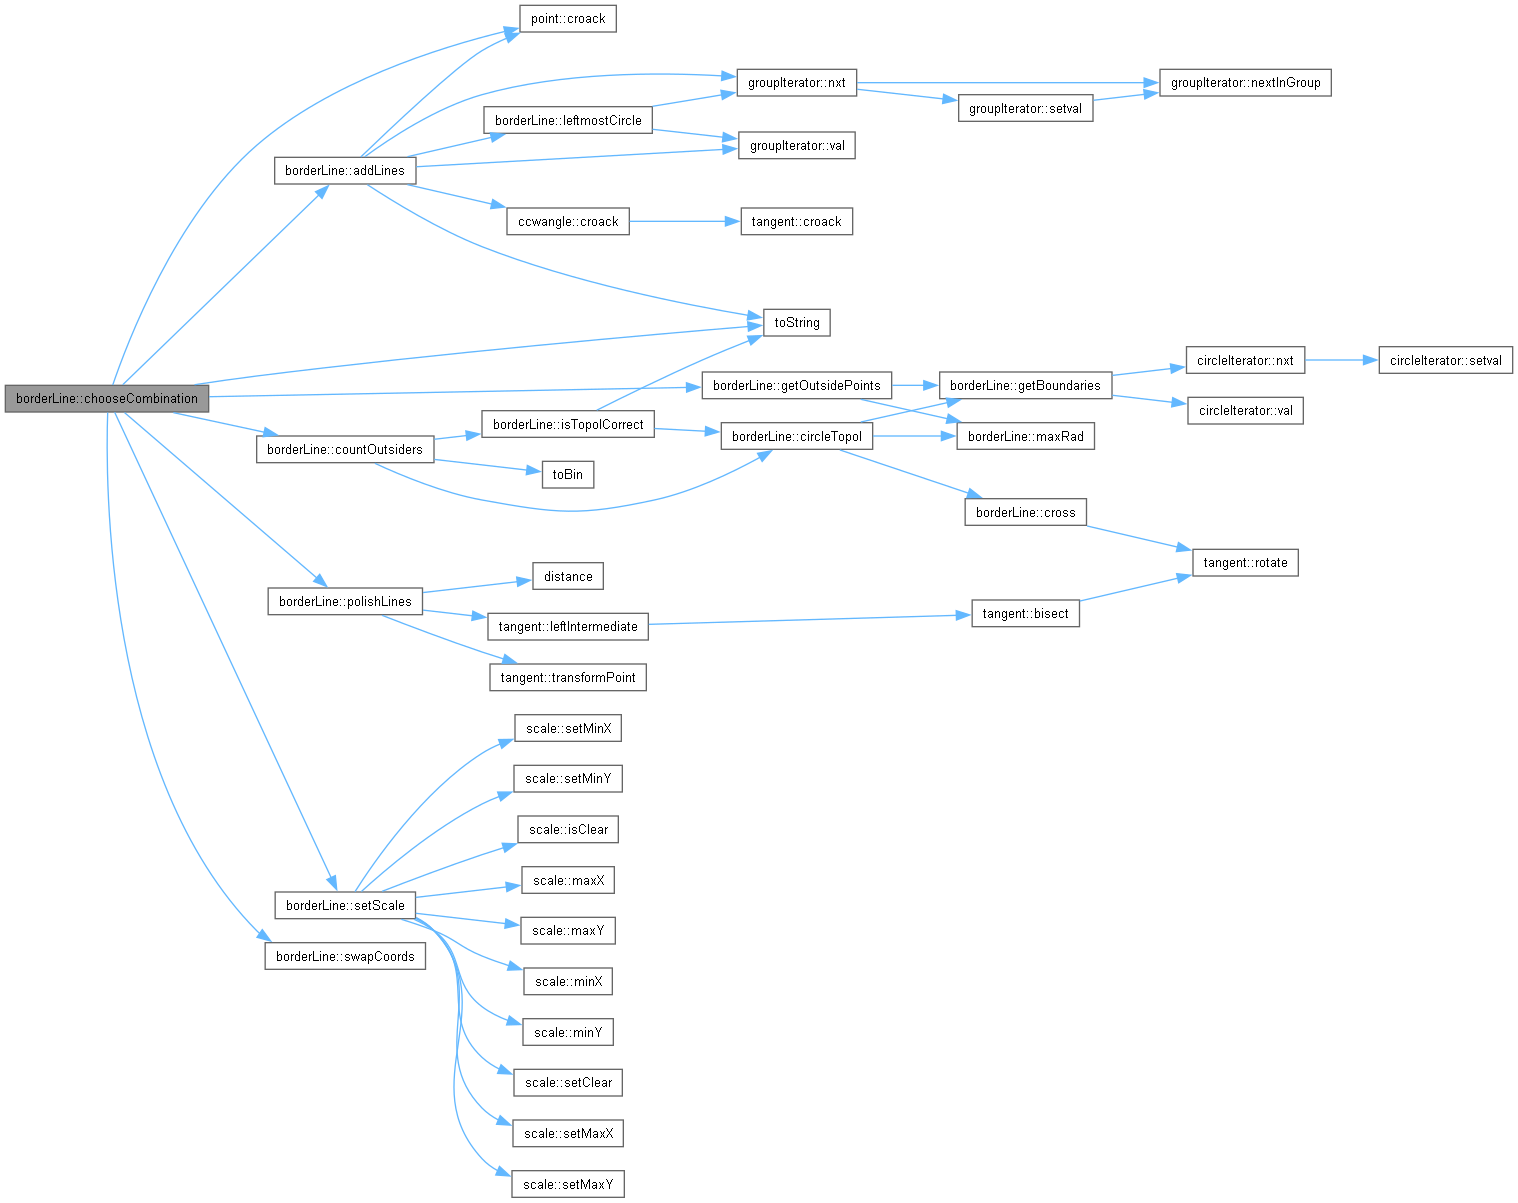 point::croack
groupIterator::nxt
groupIterator::nextInGroup
groupIterator::setval
borderLine::leftmostCircle
groupIterator::val
borderLine::addLines
ccwangle::croack
tangent::croack
toString
circleIterator::nxt
circleIterator::setval
borderLine::getOutsidePoints
borderLine::getBoundaries
borderLine::chooseCombination
circleIterator::val
borderLine::isTopolCorrect
borderLine::circleTopol
borderLine::maxRad
borderLine::countOutsiders
toBin
borderLine::cross
tangent::rotate
distance
borderLine::polishLines
tangent::bisect
tangent::leftIntermediate
tangent::transformPoint
scale::setMinX
scale::setMinY
scale::isClear
scale::maxX
borderLine::setScale
scale::maxY
borderLine::swapCoords
scale::minX
scale::minY
scale::setClear
scale::setMaxX
scale::setMaxY